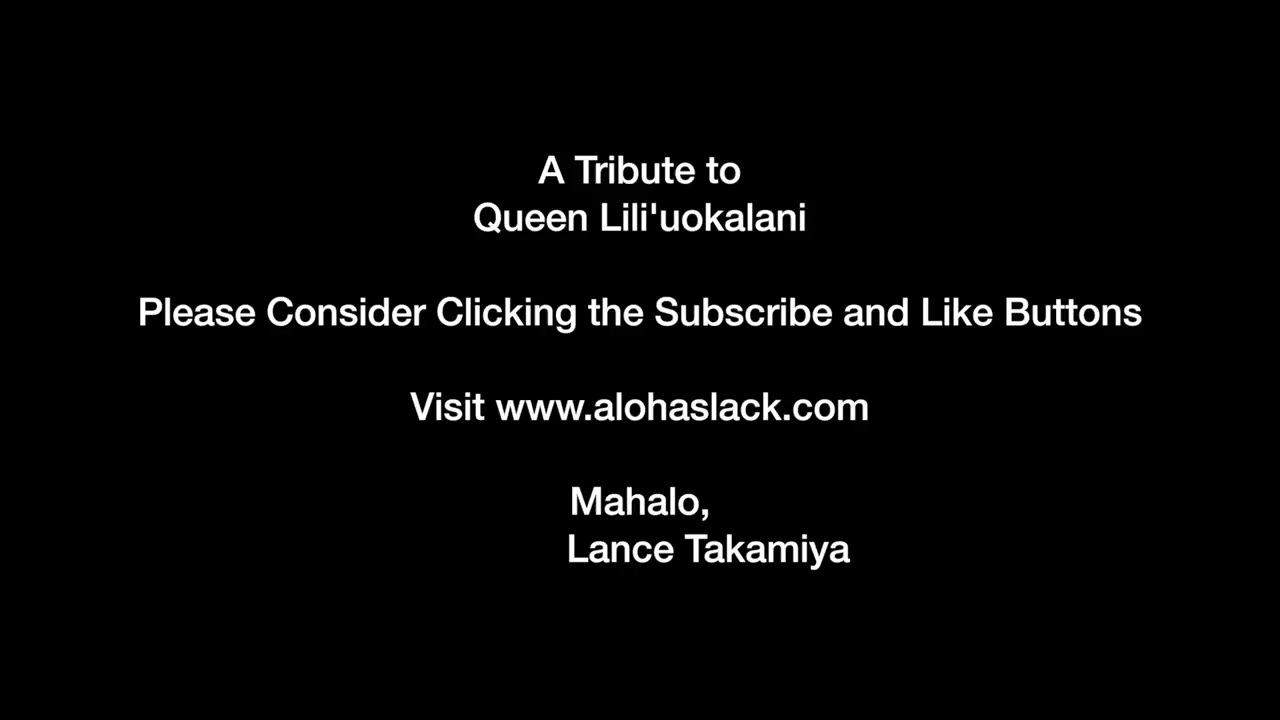 A Tribute to
Queen Lili'uokalani
Please Consider Clicking the Subscribe and Like Buttons
Visit www.alohaslack.com
Mahalo,
Lance Takamiya